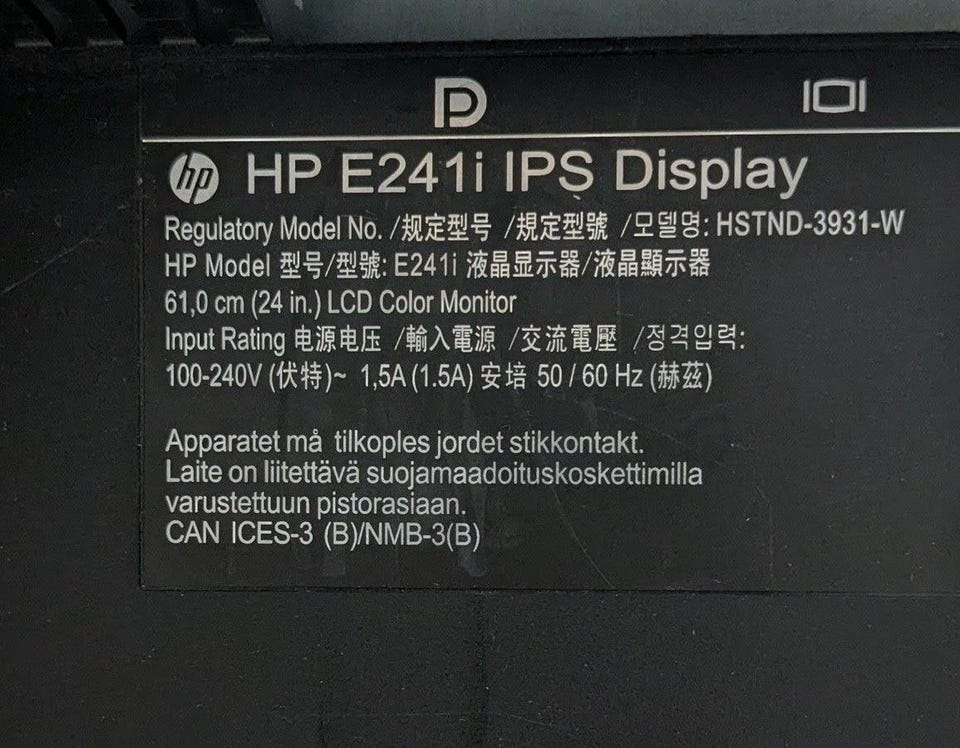 hp HP E241i IPS Display
Regulatory Model No. /规定型号 /規定型號 /모델명: HSTND-3931-W
HP Model 型号/型號: E241i 液晶显示器/液晶顯示器
61,0 cm (24 in.) LCD Color Monitor
Input Rating 电源电压 /輸入電源 /交流電壓 /정격입력:
100-240V (伏特)~ 1,5A (1.5A) 安培 50 / 60 Hz (赫茲)
Apparatet må tilkoples jordet stikkontakt.
Laite on liitettävä suojamaadoituskoskettimilla
varustettuun pistorasiaan.
CAN ICES-3 (B)/NMB-3(B)